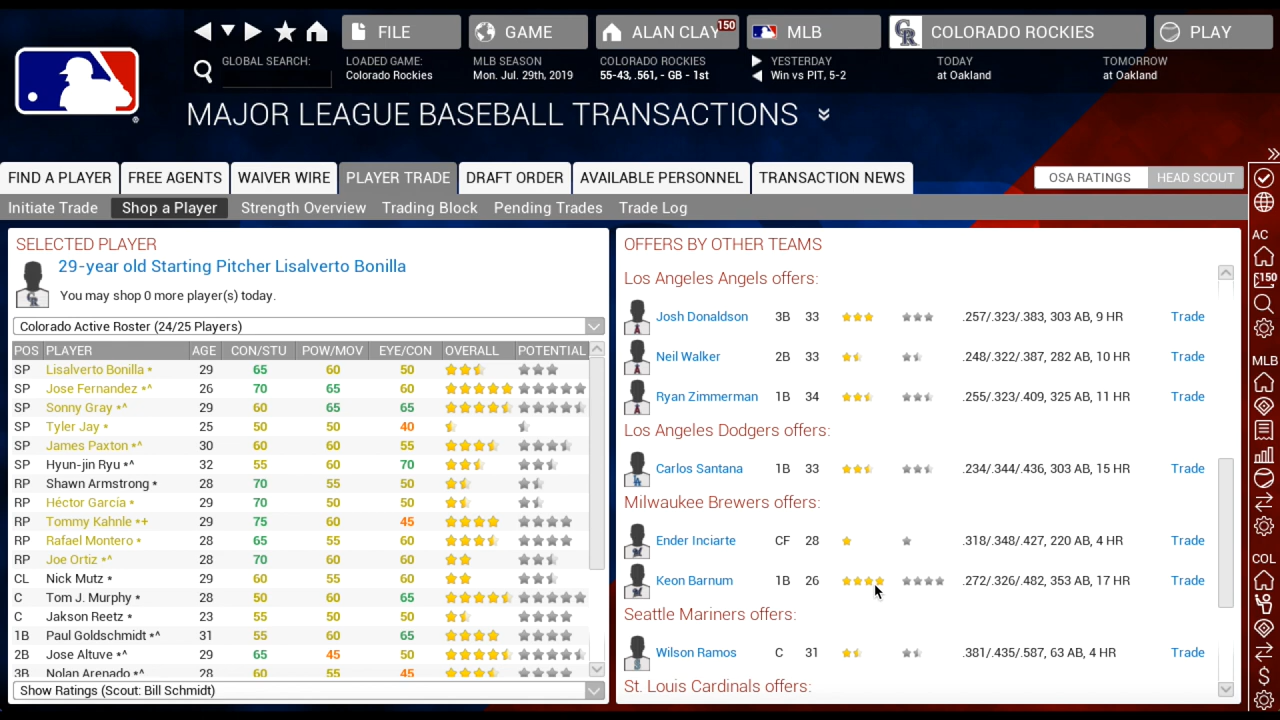 FILE GAME ALAN CLAY 150 MLB COLORADO ROCKIES PLAY
GLOBAL SEARCH: LOADED GAME: MLB SEASON COLORADO ROCKIES YESTERDAY TODAY TOMORROW
Colorado Rockies Mon. Jul. 29th, 2019 55-43, .561, - GB - 1st Win vs PIT, 5-2 at Oakland at Oakland
MAJOR LEAGUE BASEBALL TRANSACTIONS
FIND A PLAYER FREE AGENTS WAIVER WIRE PLAYER TRADE DRAFT ORDER AVAILABLE PERSONNEL TRANSACTION NEWS OSA RATINGS HEAD SCOUT
Initiate Trade Shop a Player Strength Overview Trading Block Pending Trades Trade Log
SELECTED PLAYER
29-year old Starting Pitcher Lisalverto Bonilla
You may shop 0 more player(s) today.
Colorado Active Roster (24/25 Players)
POS PLAYER AGE CON/STU POW/MOV EYE/CON OVERALL POTENTIAL
SP Lisalverto Bonilla * 29 65 60 50
SP Jose Fernandez *^ 26 70 65 60
SP Sonny Gray *^ 29 60 65 65
SP Tyler Jay * 25 50 50 40
SP James Paxton *^ 30 60 60 55
SP Hyun-jin Ryu *^ 32 55 60 70
RP Shawn Armstrong * 28 70 55 50
RP Héctor García * 29 70 50 50
RP Tommy Kahnle *+ 29 75 60 45
RP Rafael Montero * 28 65 55 60
RP Joe Ortiz *^ 28 70 60 60
CL Nick Mutz * 29 60 55 50
C Tom J. Murphy * 28 50 60 65
C Jakson Reetz * 23 55 50 50
1B Paul Goldschmidt *^ 31 55 60 65
2B Jose Altuve *^ 29 65 45 50
3B Nolan Arenado *^ 28 60 55 45
Show Ratings (Scout: Bill Schmidt)
OFFERS BY OTHER TEAMS
Los Angeles Angels offers:
Josh Donaldson 3B 33 .257/.323/.383, 303 AB, 9 HR Trade
Neil Walker 2B 33 .248/.322/.387, 282 AB, 10 HR Trade
Ryan Zimmerman 1B 34 .255/.323/.409, 325 AB, 11 HR Trade
Los Angeles Dodgers offers:
Carlos Santana 1B 33 .234/.344/.436, 303 AB, 15 HR Trade
Milwaukee Brewers offers:
Ender Inciarte CF 28 .318/.348/.427, 220 AB, 4 HR Trade
Keon Barnum 1B 26 .272/.326/.482, 353 AB, 17 HR Trade
Seattle Mariners offers:
Wilson Ramos C 31 .381/.435/.587, 63 AB, 4 HR Trade
St. Louis Cardinals offers:
AC
150
MLB
COL